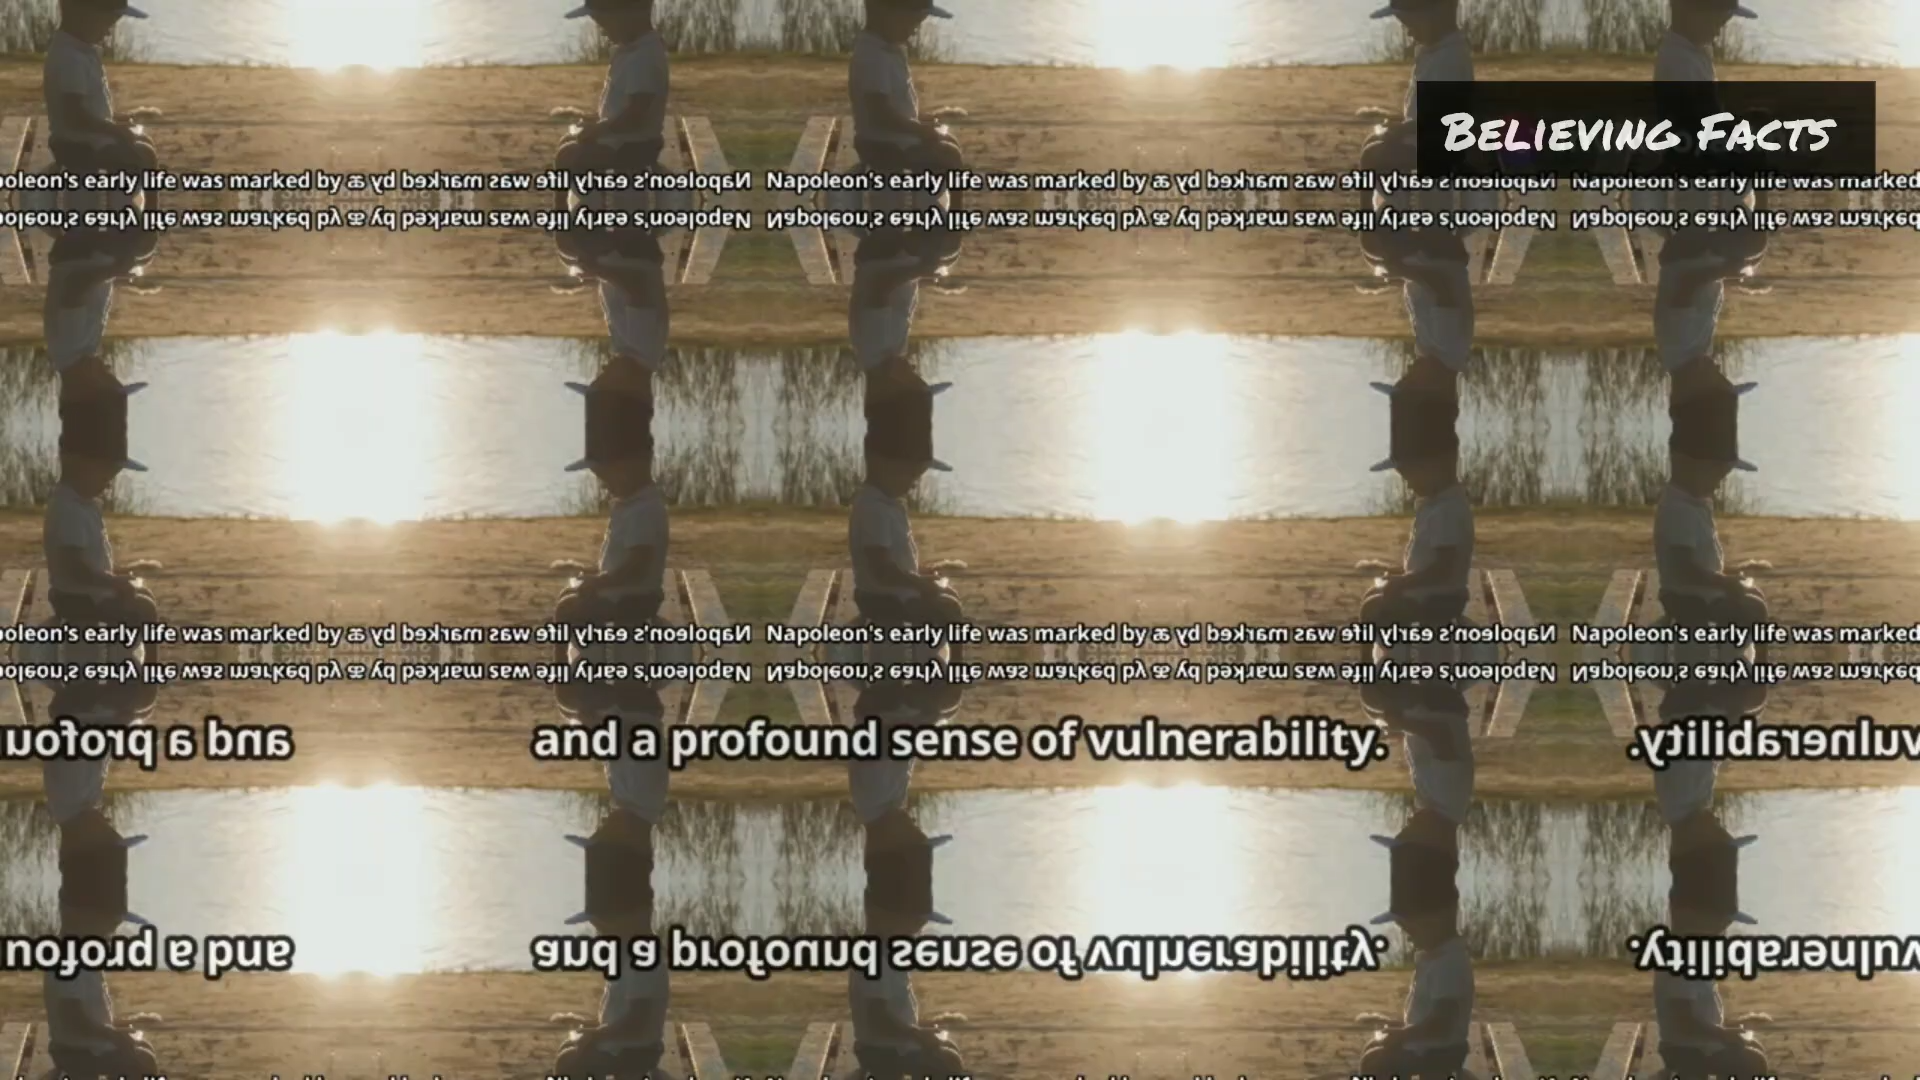 BELIEVING FACTS
Napoleon's early life was marked by a
and a profound sense of vulnerability.